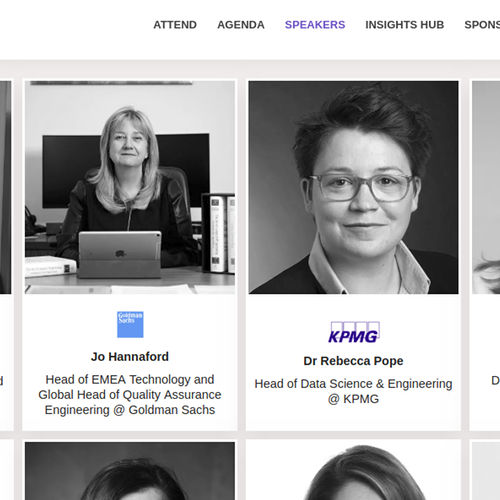 ATTEND AGENDA SPEAKERS INSIGHTS HUB SPONS
Goldman
Sachs
Jo Hannaford
Head of EMEA Technology and
Global Head of Quality Assurance
Engineering @ Goldman Sachs
KPMG
Dr Rebecca Pope
Head of Data Science & Engineering
@ KPMG
d
D